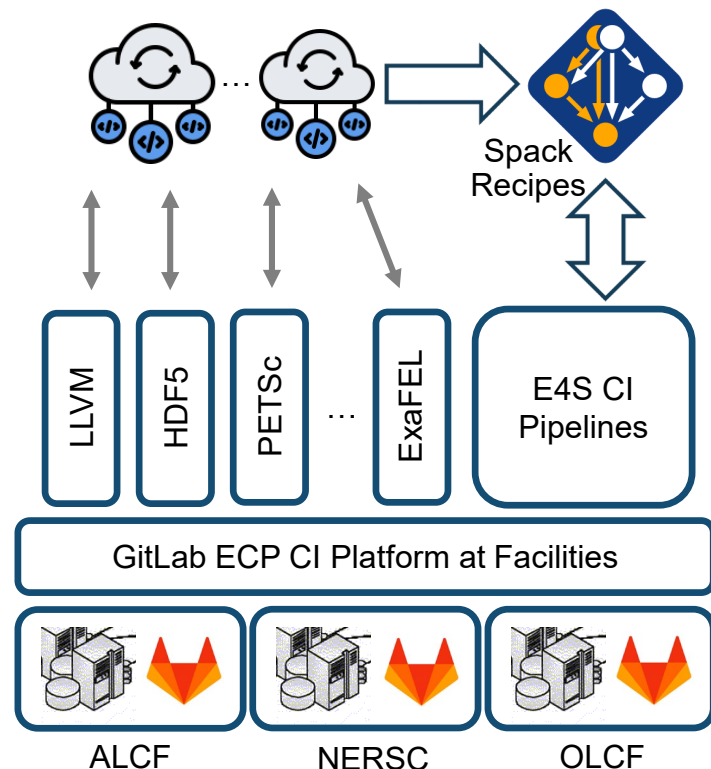 ...
Spack
Recipes
LLVM
HDF5
PETSc
...
ExaFEL
E4S CI
Pipelines
GitLab ECP CI Platform at Facilities
ALCF
NERSC
OLCF